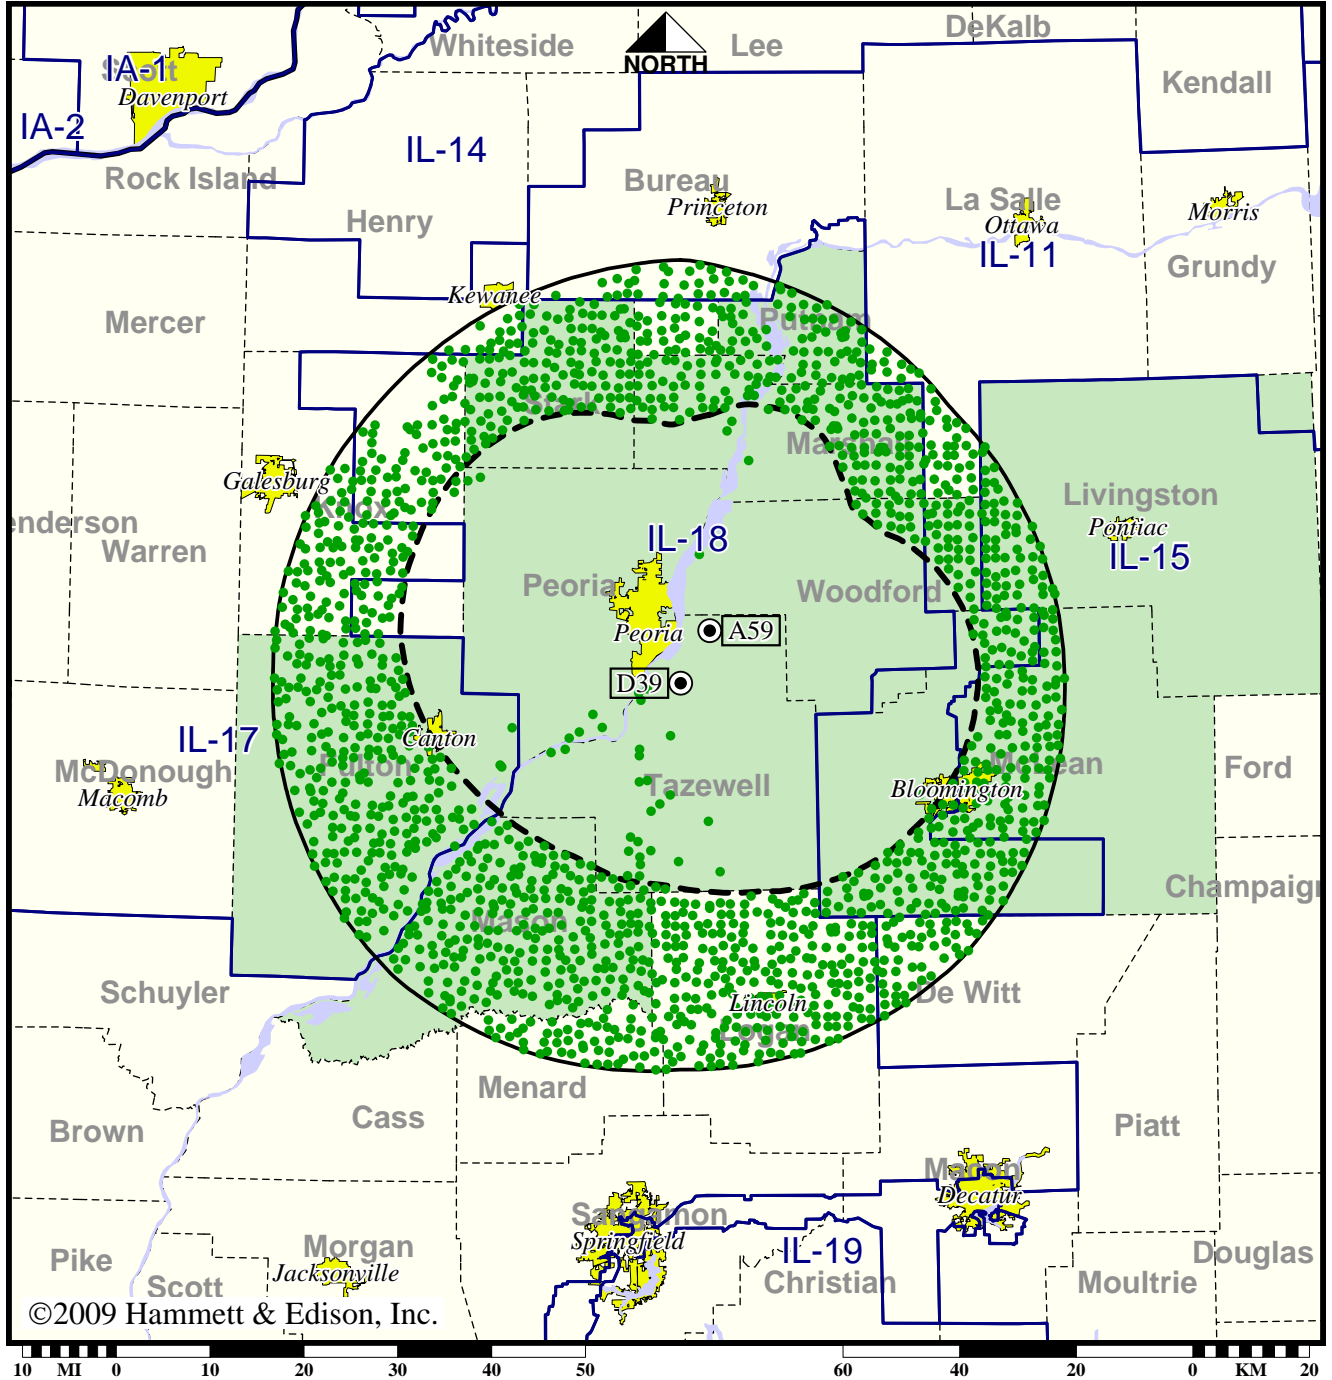 Whiteside
Lee
DeKalb
NORTH
IA-1
Scott
Davenport
Kendall
IA-2
IL-14
Rock Island
Bureau
Princeton
La Salle
Ottawa
Morris
Henry
IL-11
Grundy
Kewanee
Mercer
Putnam
Stark
Marshall
Galesburg
Knox
Livingston
Pontiac
enderson
Warren
IL-18
IL-15
Peoria
Woodford
Peoria
A59
D39
IL-17
Canton
McDonough
Macomb
Fulton
Tazewell
McLean
Bloomington
Ford
Champaign
Mason
Schuyler
Lincoln
Logan
De Witt
Menard
Cass
Brown
Piatt
Macon
Decatur
Sangamon
Springfield
Pike
Morgan
Jacksonville
Scott
IL-19
Christian
Moultrie
Douglas
©2009 Hammett & Edison, Inc.
10 MI 0 10 20 30 40 50 60 40 20 0 KM 20